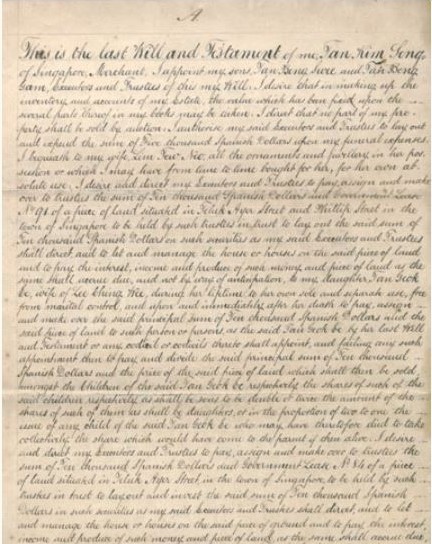 A
This is the last Will and Testament of me, Tan Kim Seng,
of Singapore, Merchant. I appoint my sons, Tan Beng Swee and Tan Beng
Gam, Executors and Trustees of this my Will. I desire that in making up the
inventory and accounts of my Estate, the value which has been fixed upon the
several parts thereof in my books may be taken. I direct that no part of my pro-
perty shall be sold by auction. I authorise my said Executors and Trustees to lay out
and expend the sum of Five thousand Spanish Dollars upon my funeral expenses.
I bequeath to my wife, Lim Yew Neo all the ornaments and jewellery in her pos-
session or which I may have from time to time bought for her, for her own ab-
solute use. I desire and direct my Executors and Trustees to pay, assign and make
over to trustees the sum of Ten thousand Spanish Dollars and Government Lease
No 91 of a piece of land situated in Teluk Ayer Street and Phillip Street in the
town of Singapore to be held by such trustees in trust to lay out the said sum of
Ten thousand Spanish Dollars on such securities as my said Executors and Trustees
shall direct, and to let and manage the house or houses on the said piece of land
and to pay the interest, income and produce of such money and piece of land as the
same shall accrue due, and not by way of anticipation, to my daughter, Tan Geok
be, wife of Lee Cheng Wee, during her lifetime to her own sole and separate use, free
from marital control, and upon and immediately after her death to pay, assign
and make over the said principal sum of Ten thousand Spanish Dollars and the
said piece of land to such person or persons, as the said Tan Geok be by her last Will
and Testament or any codicil or codicils thereto shall appoint, and failing any such
appointment then to pay and divide the said principal sum of Ten thousand
Spanish Dollars and the price of the said piece of land which shall then be sold,
amongst the Children of the said Tan Geok be respectively, the shares of such of the
said children respectively as shall be sons to be double or twice the amount of the
shares of such of them as shall be daughters, or in the proportion of two to one, the
issue of any child of the said Tan Geok be who may have theretofore died to take
collectively the share which would have come to the parent if then alive. I desire
and direct my Executors and Trustees to pay, assign and make over to trustees the
sum of Ten thousand Spanish Dollars and Government Lease No 84 of a piece
of land situated in Teluk Ayer Street in the town of Singapore, to be held by such
trustees in trust to lay out and invest the said sum of Ten thousand Spanish
Dollars in such securities as my said Executors and Trustees shall direct, and to let
and manage the house or houses on the said piece of ground and to pay the interest,
income and produce of such money and piece of land, as the same shall accrue due,